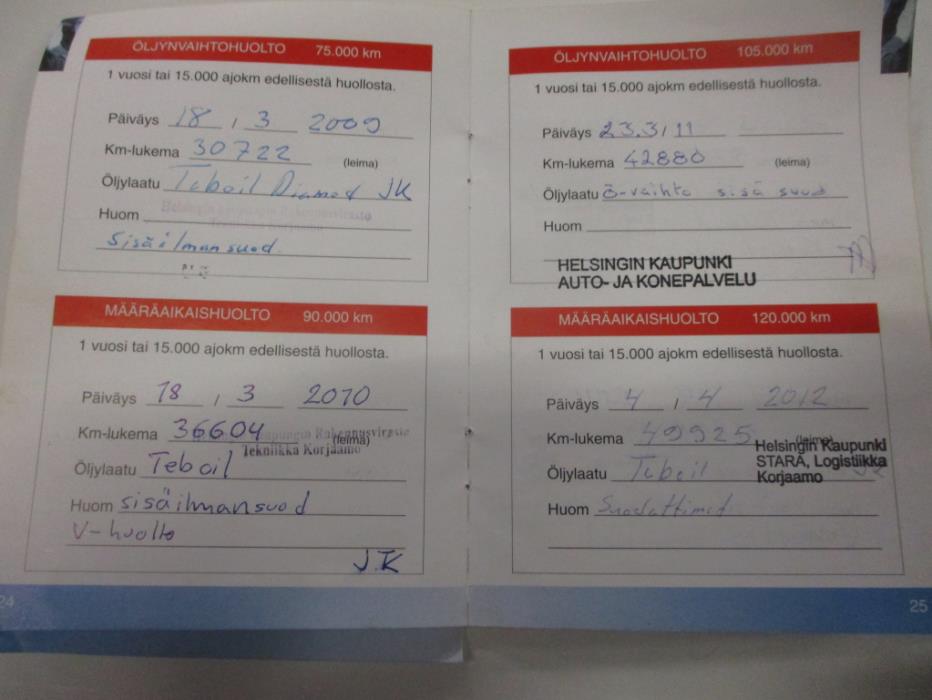 ÖLJYNVAIHTOHUOLTO 75.000 km
1 vuosi tai 15.000 ajokm edellisestä huollosta.
Päiväys 18 / 3 2009
Km-lukema 30722 (leima)
Öljylaatu Teboil Diamod JK
Huom
Sisäilmansuod.
MÄÄRÄAIKAISHUOLTO 90.000 km
1 vuosi tai 15.000 ajokm edellisestä huollosta.
Päiväys 18 / 3 2010
Km-lukema 36604 (leima)
Rakennusvirasto
Tekniikka Korjaamo
Öljylaatu Teboil
Huom sisäilmansuod
V-huolto
JK
24
ÖLJYNVAIHTOHUOLTO 105.000 km
1 vuosi tai 15.000 ajokm edellisestä huollosta.
Päiväys 23.3/11
Km-lukema 42880 (leima)
Öljylaatu Ö-vaihto sisä suod
Huom
HELSINGIN KAUPUNKI
AUTO- JA KONEPALVELU
MÄÄRÄAIKAISHUOLTO 120.000 km
1 vuosi tai 15.000 ajokm edellisestä huollosta.
Päiväys 4 / 4 2012
Km-lukema 49925 (leima)
Helsingin Kaupunki
STARA, Logistiikka
Korjaamo
Öljylaatu Teboil
Huom Suodattimet
25